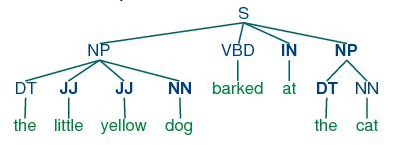 S
NP VBD IN NP
DT JJ JJ NN barked at DT NN
the little yellow dog the cat